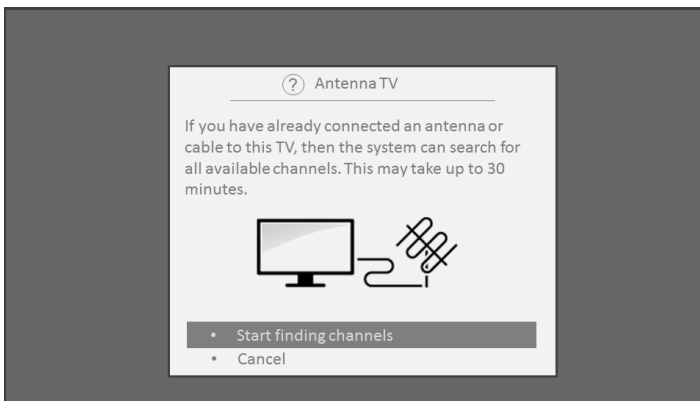 ? Antenna TV
If you have already connected an antenna or
cable to this TV, then the system can search for
all available channels. This may take up to 30
minutes.
• Start finding channels
• Cancel